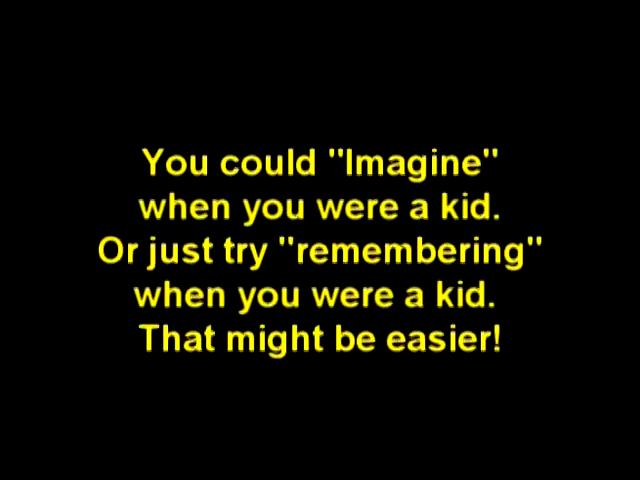 You could "Imagine"
when you were a kid.
Or just try "remembering"
when you were a kid.
That might be easier!